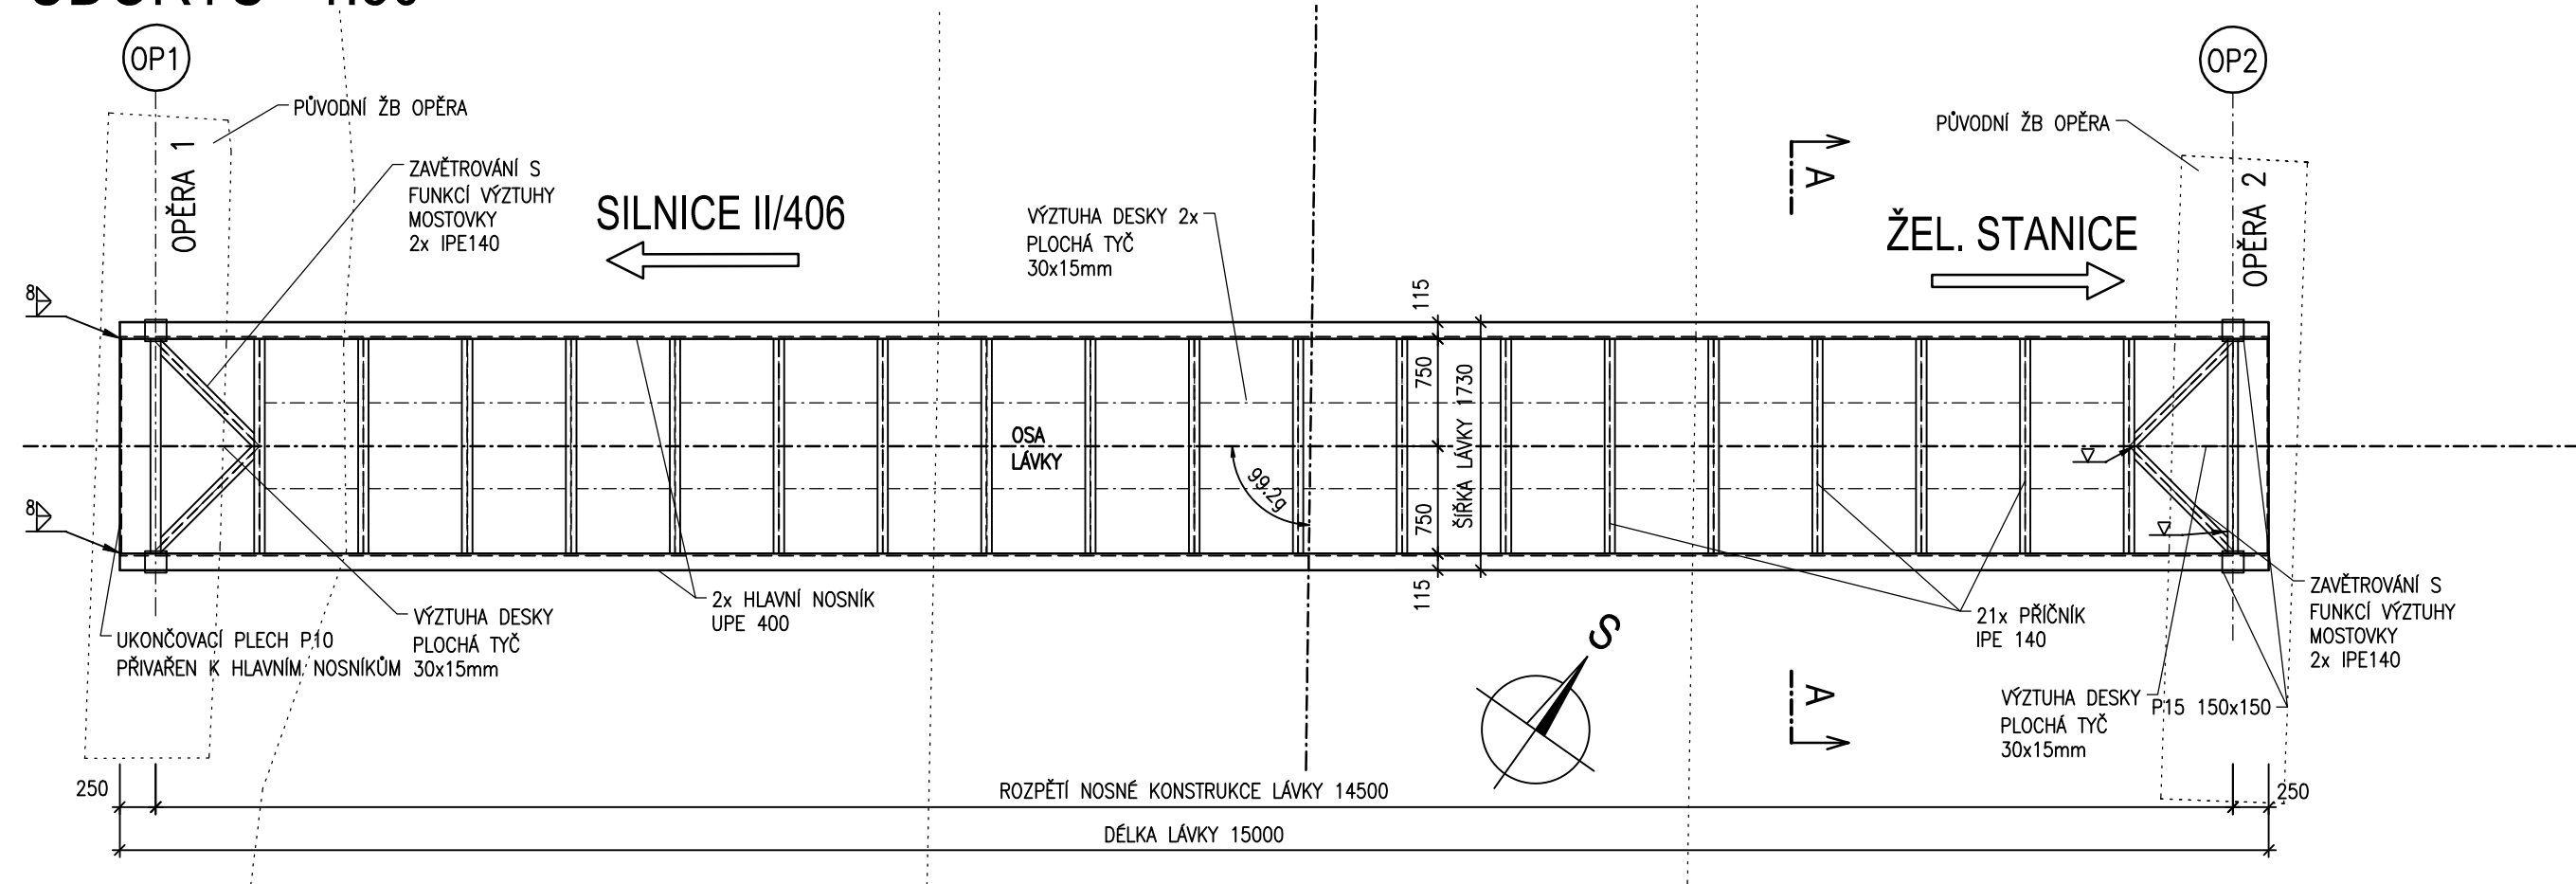 OP1
OP2
PŮVODNÍ ŽB OPĚRA
PŮVODNÍ ŽB OPĚRA
OPĚRA 1
OPĚRA 2
ZAVĚTROVÁNÍ S
FUNKCÍ VÝZTUHY
MOSTOVKY
2x IPE140
SILNICE II/406
VÝZTUHA DESKY 2x
PLOCHÁ TYČ
30x15mm
A
ŽEL. STANICE
8
115
750
ŠÍŘKA LÁVKY 1730
OSA
LÁVKY
99.2g
750
8
115
2x HLAVNÍ NOSNÍK
UPE 400
VÝZTUHA DESKY
PLOCHÁ TYČ
30x15mm
UKONČOVACÍ PLECH P10
PŘIVAŘEN K HLAVNÍM NOSNÍKŮM
S
21x PŘÍČNÍK
IPE 140
ZAVĚTROVÁNÍ S
FUNKCÍ VÝZTUHY
MOSTOVKY
2x IPE140
A
VÝZTUHA DESKY
PLOCHÁ TYČ
30x15mm
P15 150x150
250
ROZPĚTÍ NOSNÉ KONSTRUKCE LÁVKY 14500
250
DÉLKA LÁVKY 15000